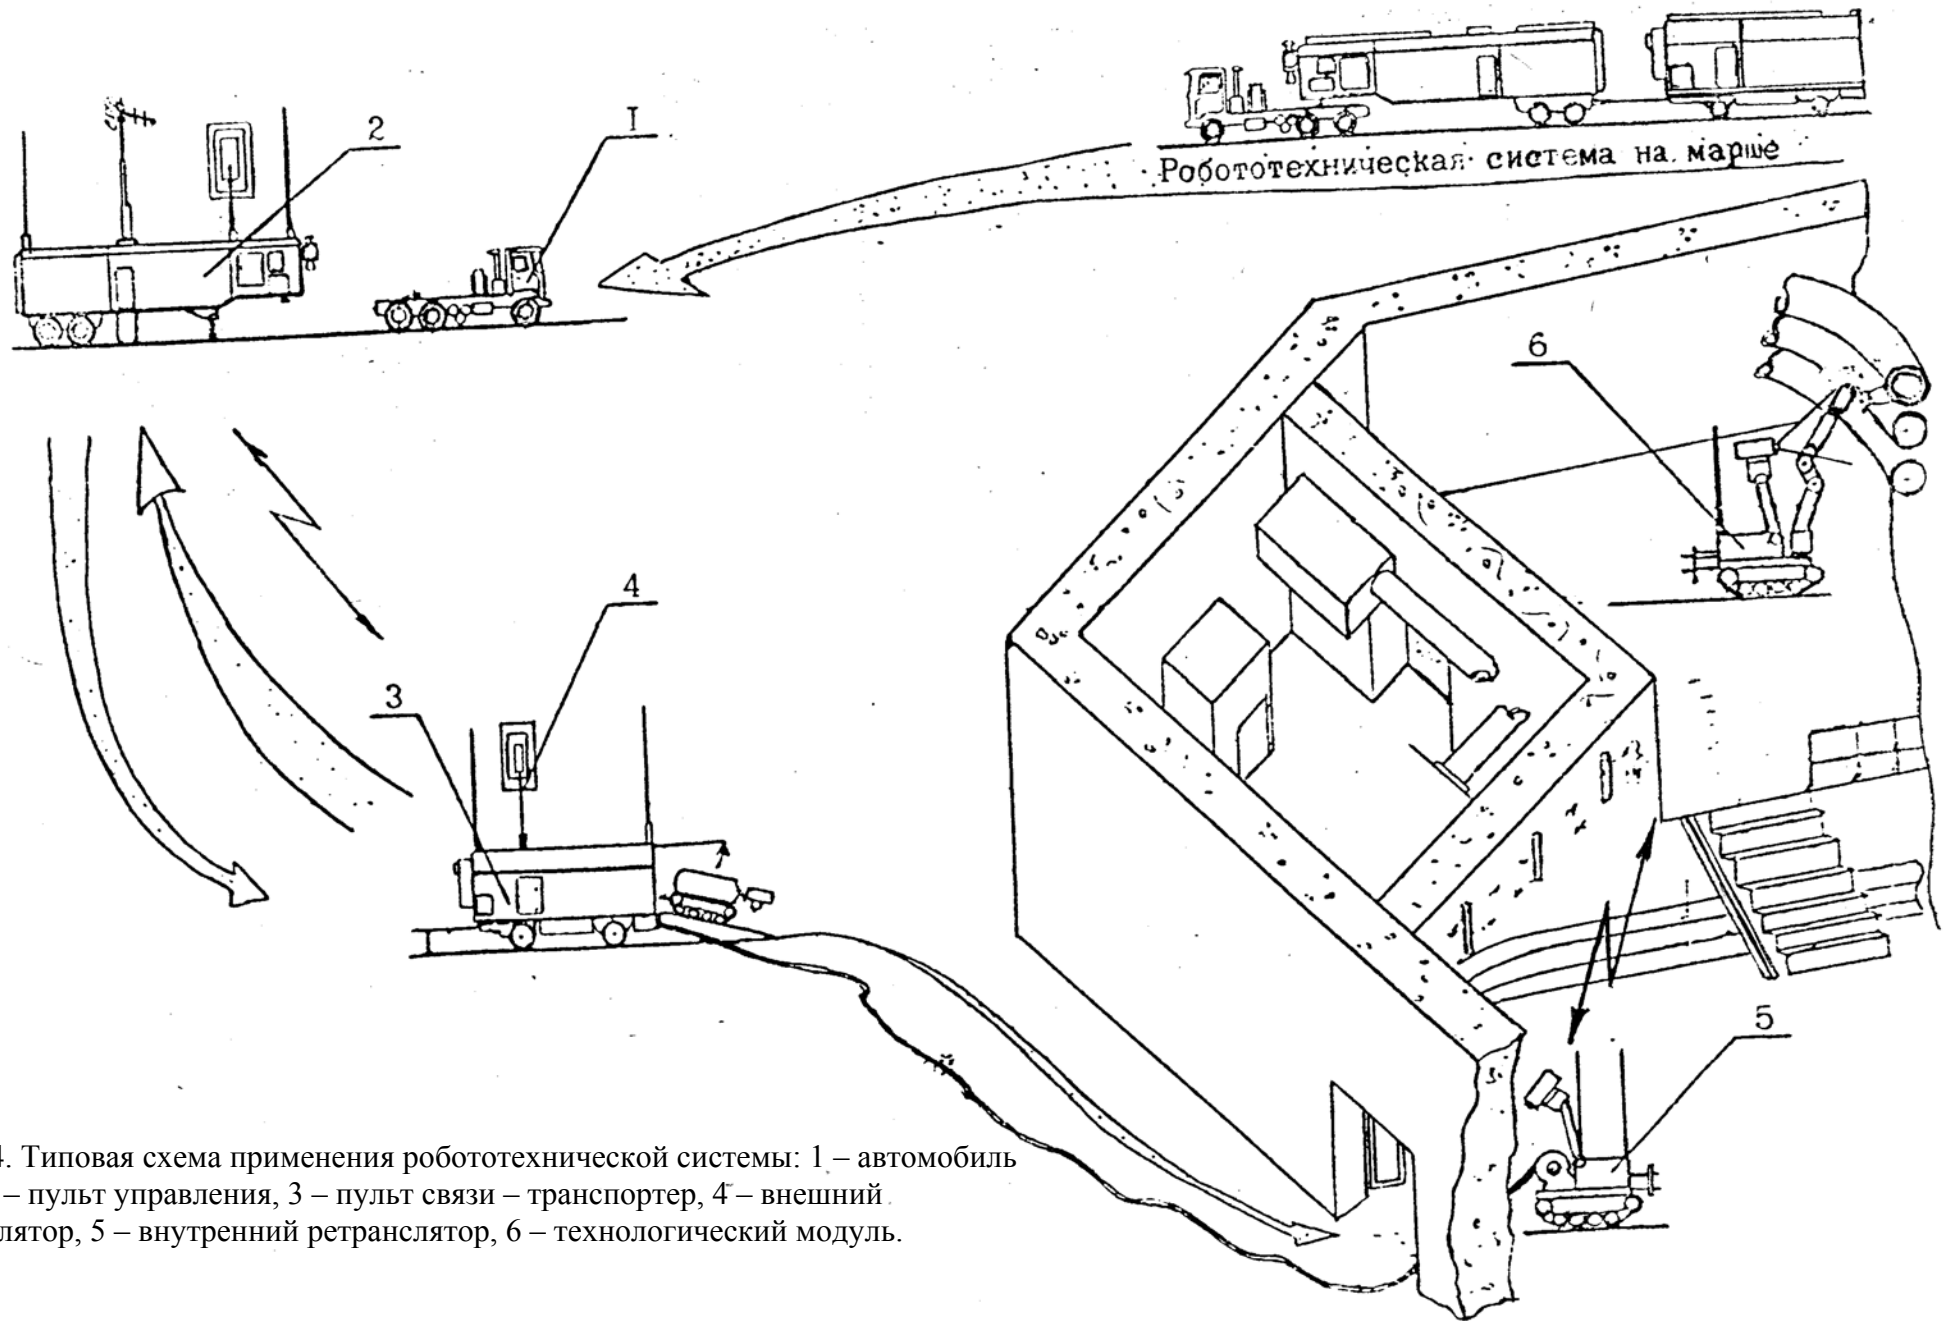 Робототехническая система на марше
1
2
6
4
3
5
4. Типовая схема применения робототехнической системы: 1 – автомобиль
– пульт управления, 3 – пульт связи – транспортер, 4 – внешний
лятор, 5 – внутренний ретранслятор, 6 – технологический модуль.